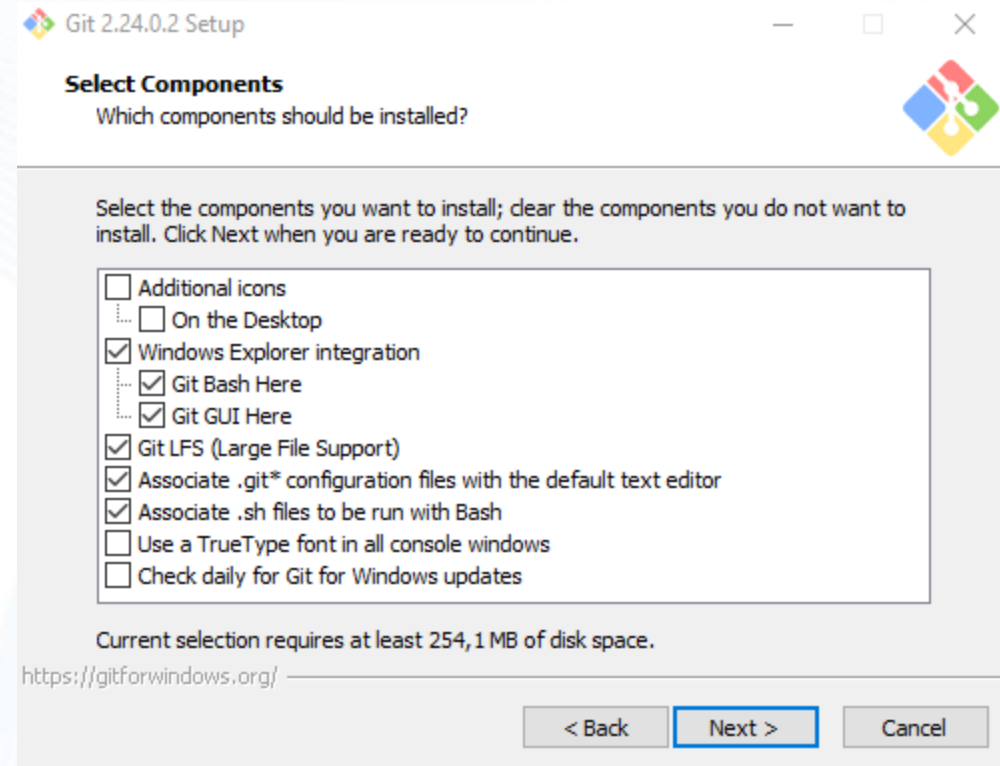 Git 2.24.0.2 Setup
Select Components
Which components should be installed?
Select the components you want to install; clear the components you do not want to
install. Click Next when you are ready to continue.
Additional icons
On the Desktop
Windows Explorer integration
Git Bash Here
Git GUI Here
Git LFS (Large File Support)
Associate .git* configuration files with the default text editor
Associate .sh files to be run with Bash
Use a TrueType font in all console windows
Check daily for Git for Windows updates
Current selection requires at least 254,1 MB of disk space.
https://gitforwindows.org/
< Back
Next >
Cancel